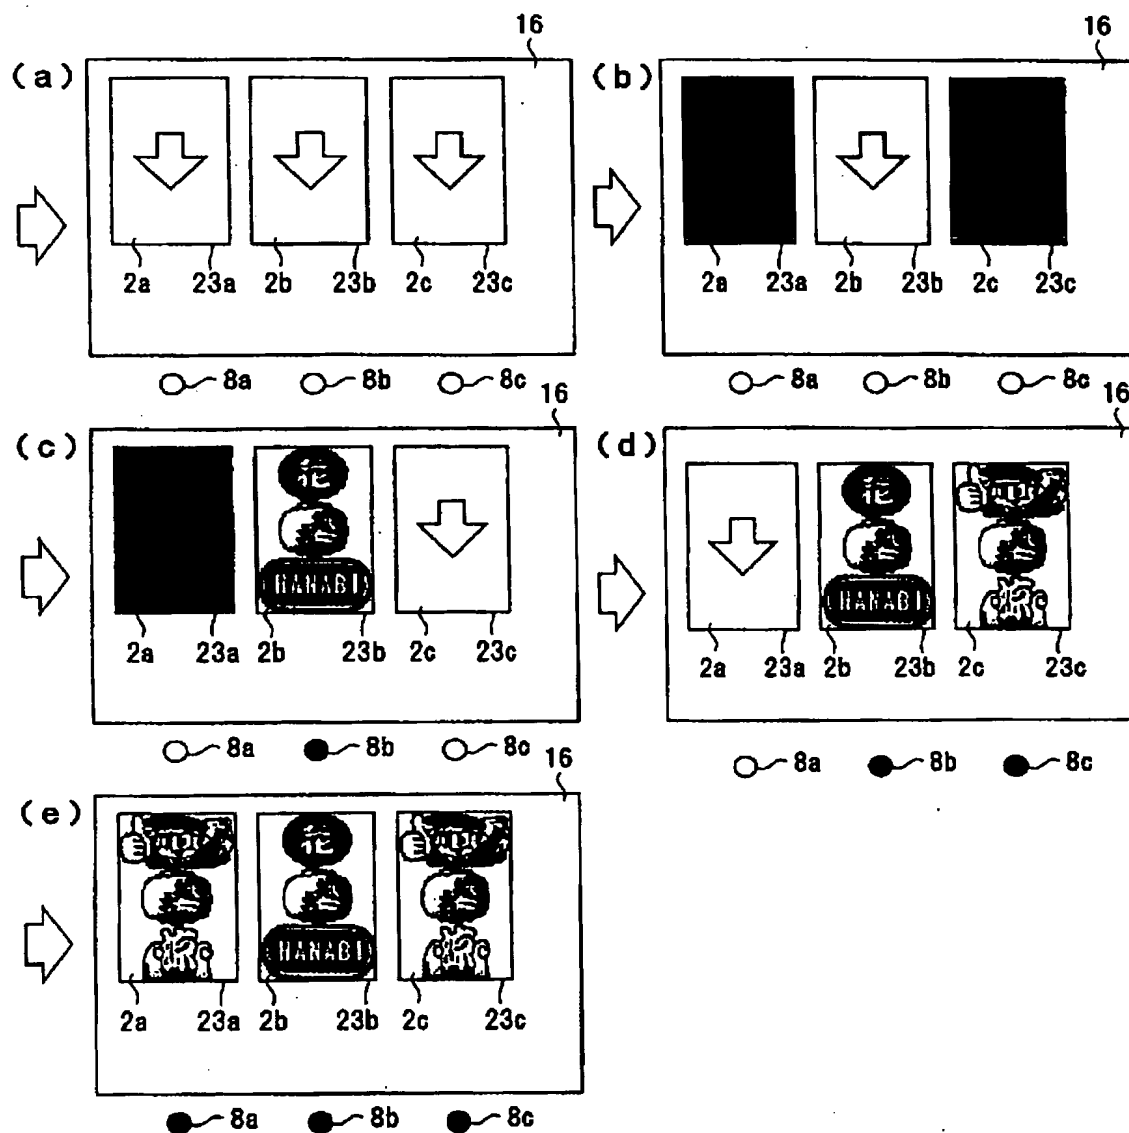 16 16
(a) (b)
2a 23a 2b 23b 2c 23c 2a 23a 2b 23b 2c 23c
8a 8b 8c 8a 8b 8c
16 16
(c) (d)
花 花
HANABI HANABI
2a 23a 2b 23b 2c 23c 2a 23a 2b 23b 2c 23c
8a 8b 8c 8a 8b 8c
16
(e)
花
HANABI
2a 23a 2b 23b 2c 23c
8a 8b 8c